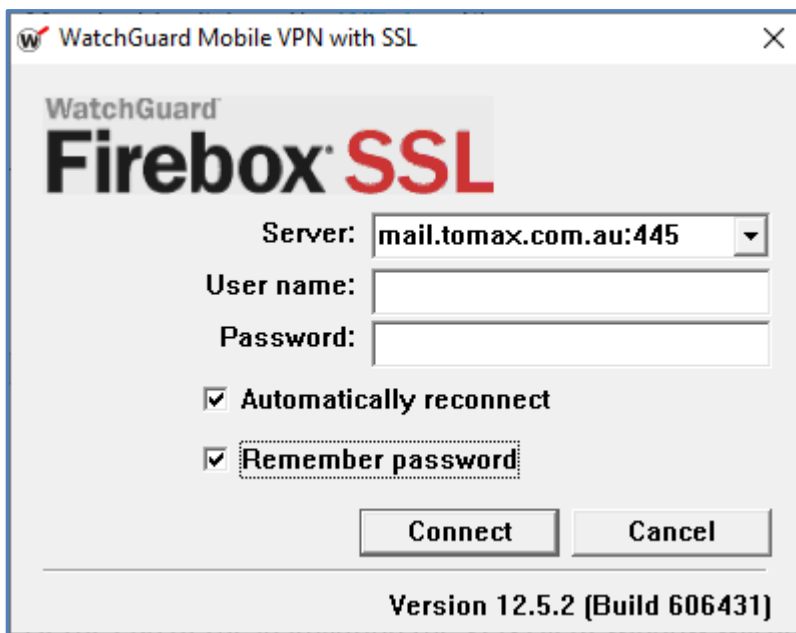 WatchGuard Mobile VPN with SSL
WatchGuard
Firebox SSL
Server: mail.tomax.com.au:445
User name:
Password:
Automatically reconnect
Remember password
Connect Cancel
Version 12.5.2 (Build 606431)